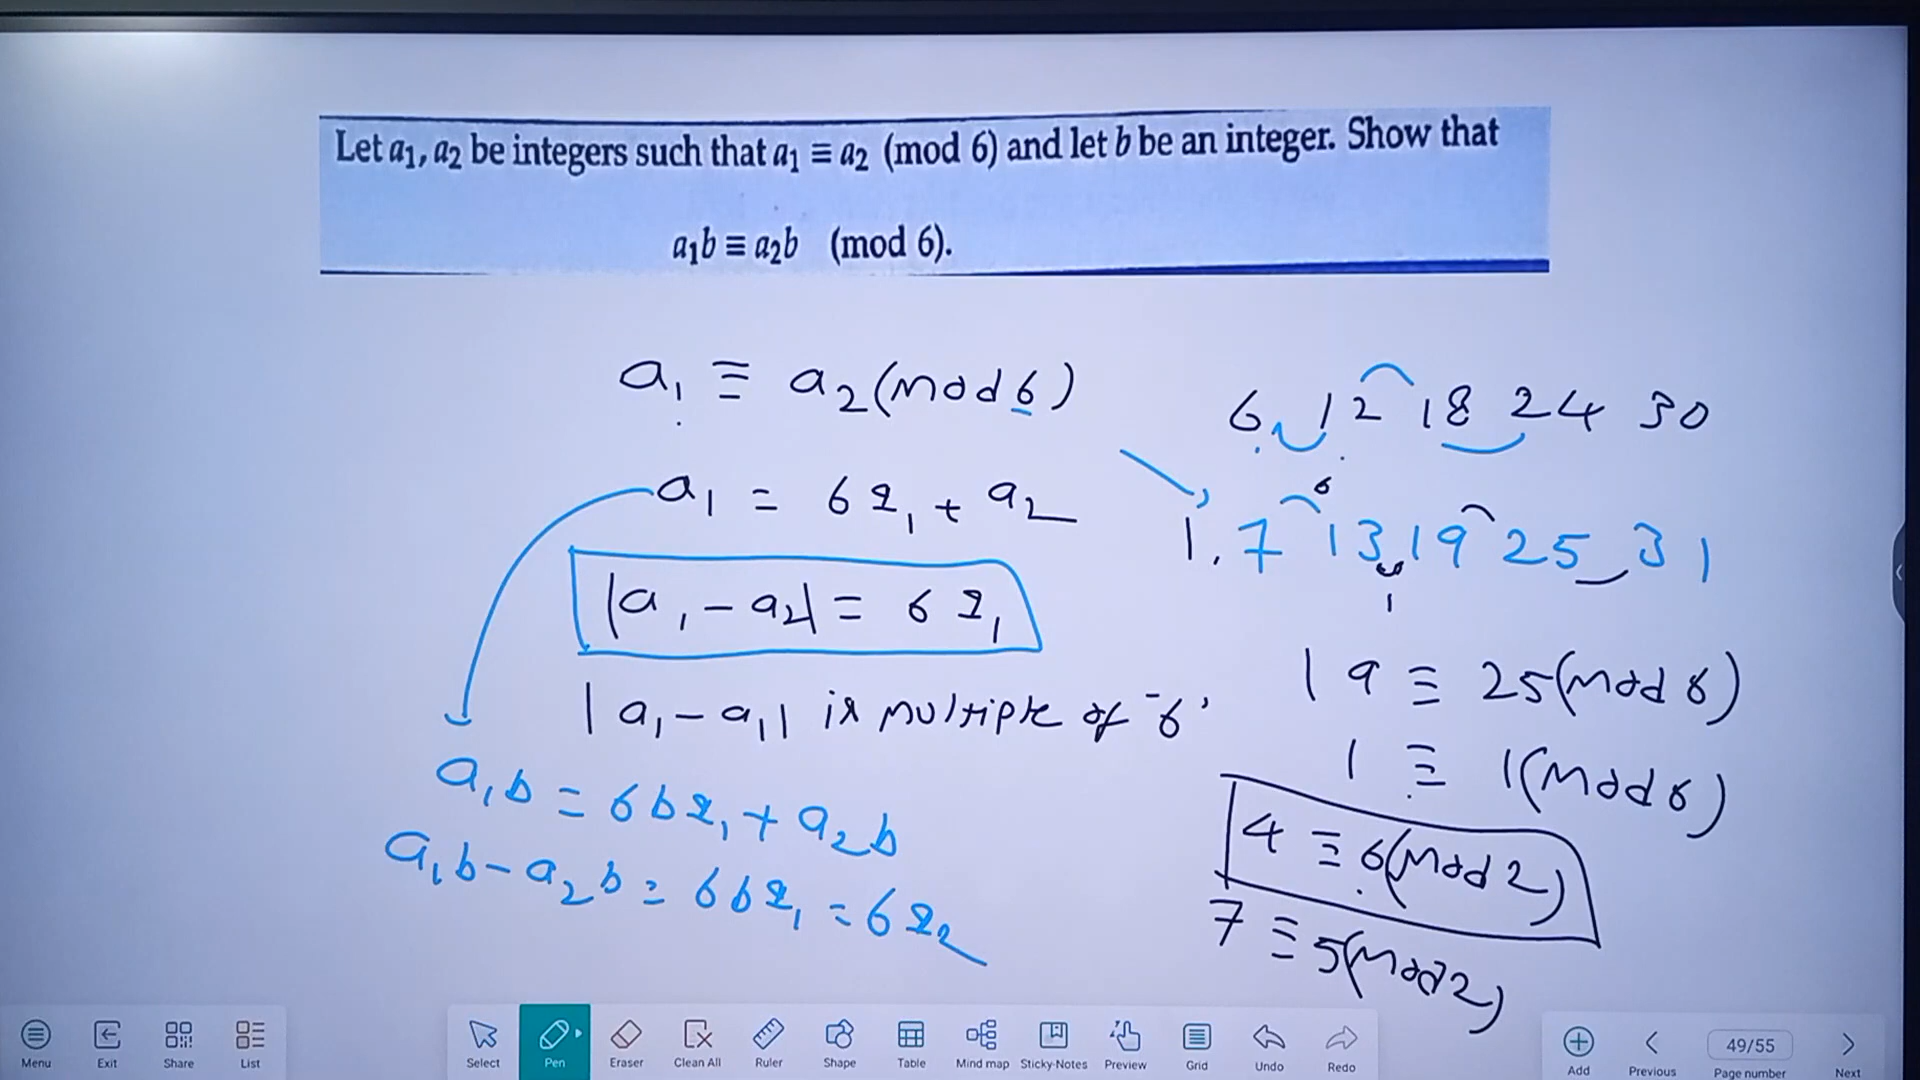 Let a₁, a₂ be integers such that a₁ ≡ a₂ (mod 6) and let b be an integer. Show that
a₁b ≡ a₂b (mod 6).
a₁ ≡ a₂(mod 6)
a₁ = 6q₁ + a₂
|a₁ - a₂| = 6q₁
|a₁ - a₁| is multiple of "6'
a₁b = 6bq₁ + a₂b
a₁b - a₂b = 6bq₁ = 6q₂
6, 12 18 24 30
6
1, 7 13, 19 25, 31
1
19 ≡ 25(mod 6)
1 ≡ 1(mod 6)
4 ≡ 6(mod 2)
7 ≡ 5(mod 2)
Menu Exit Share List Select Pen Eraser Clean All Ruler Shape Table Mind map Sticky-Notes Preview Grid Undo Redo Add Previous 49/55 Page number Next